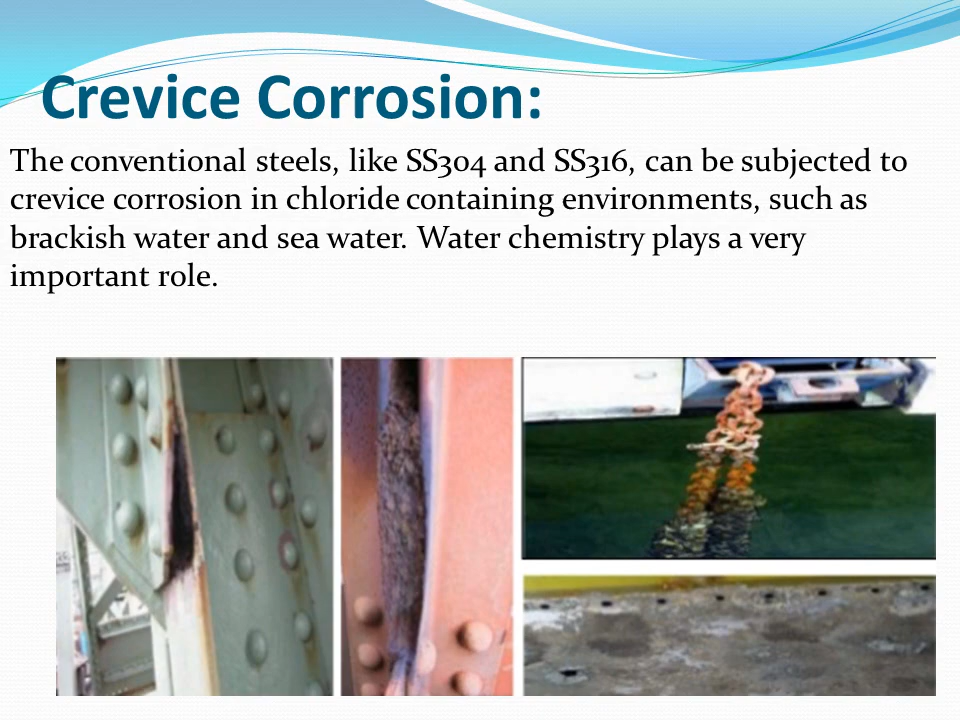 Crevice Corrosion:
The conventional steels, like SS304 and SS316, can be subjected to
crevice corrosion in chloride containing environments, such as
brackish water and sea water. Water chemistry plays a very
important role.